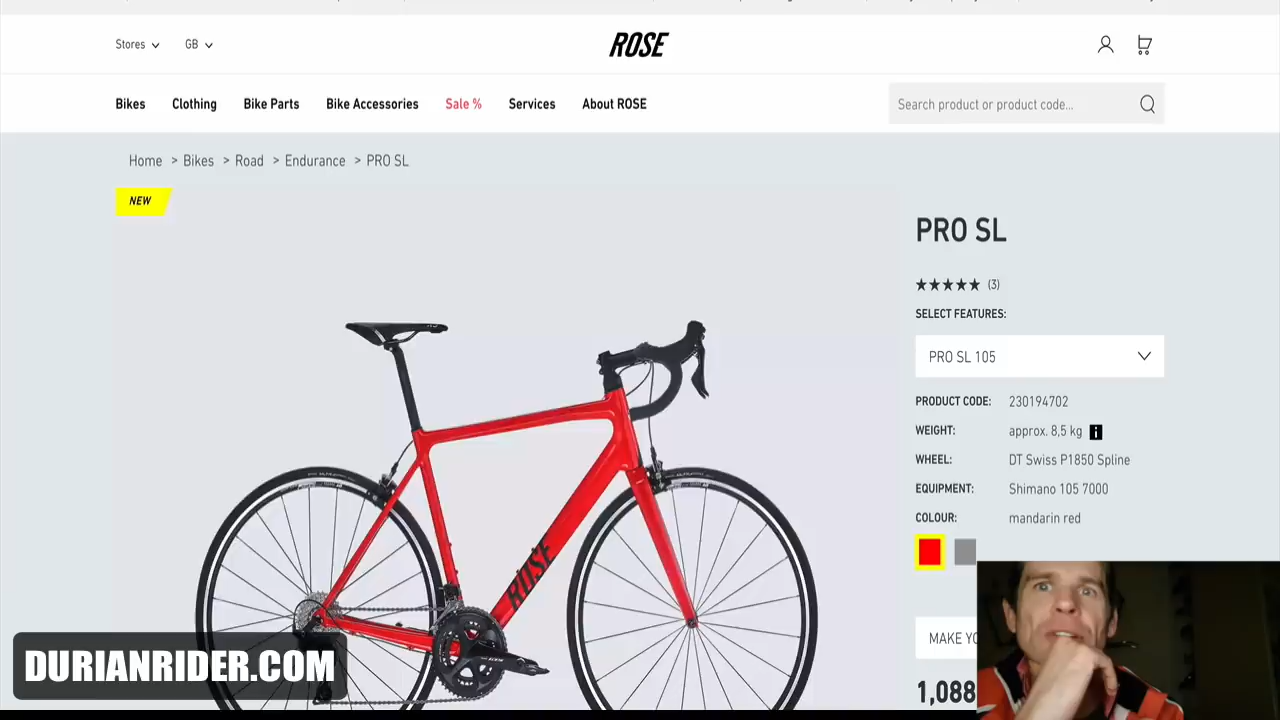 Stores
GB
ROSE
Bikes
Clothing
Bike Parts
Bike Accessories
Sale %
Services
About ROSE
Search product or product code...
Home > Bikes > Road > Endurance > PRO SL
NEW
PRO SL
★★★★★ (3)
SELECT FEATURES:
PRO SL 105
PRODUCT CODE: 230194702
WEIGHT: approx. 8,5 kg
WHEEL: DT Swiss P1850 Spline
EQUIPMENT: Shimano 105 7000
COLOUR: mandarin red
ROSE
MAKE YO
1,088
DURIANRIDER.COM